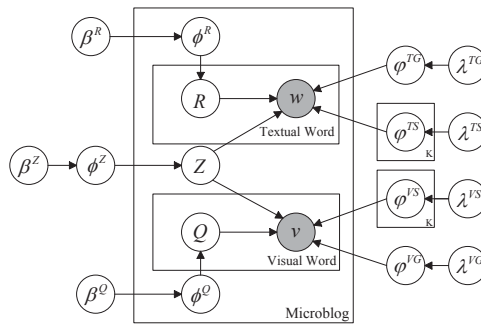 β^R φ^R
φ^TG λ^TG
R w
Textual Word
φ^TS λ^TS
K
β^Z φ^Z Z
φ^VS λ^VS
K
Q v
Visual Word
φ^VG λ^VG
β^Q φ^Q
Microblog